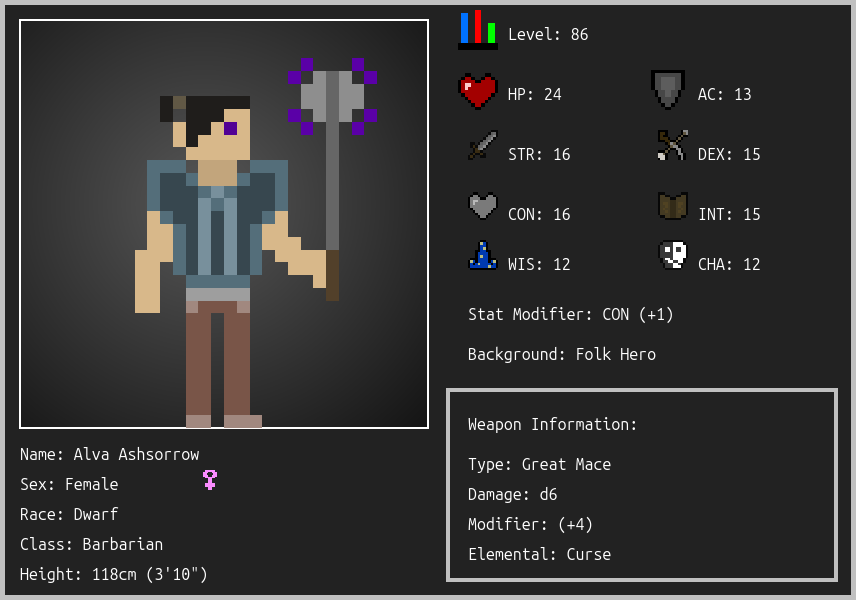 Level: 86
HP: 24
AC: 13
STR: 16
DEX: 15
CON: 16
INT: 15
WIS: 12
CHA: 12
Stat Modifier: CON (+1)
Background: Folk Hero
Weapon Information:
Type: Great Mace
Damage: d6
Modifier: (+4)
Elemental: Curse
Name: Alva Ashsorrow
Sex: Female
Race: Dwarf
Class: Barbarian
Height: 118cm (3'10")